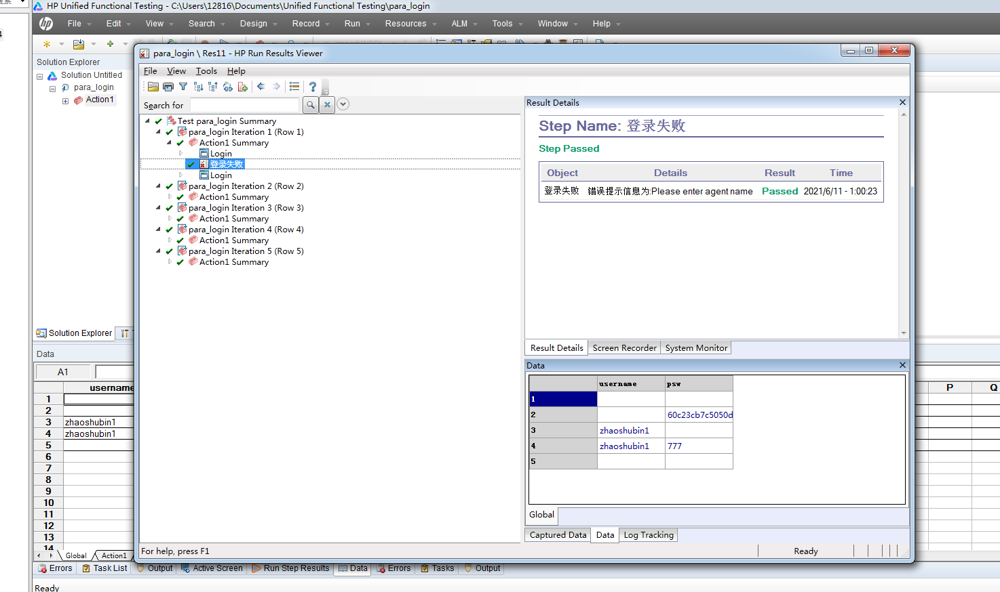 HP Unified Functional Testing - C:\Users\12816\Documents\Unified Functional Testing\para_login
hp File Edit View Search Design Record Run Resources ALM Tools Window Help
Solution Explorer
Solution Untitled
para_login
Action1
Solution Explorer
Data
A1
username
1
2
3 zhaoshubin1
4 zhaoshubin1
5
6
7
8
9
10
11
12
13
14
Global Action1
P Q
para_login \ Res11 - HP Run Results Viewer
File View Tools Help
Search for
Test para_login Summary
para_login Iteration 1 (Row 1)
Action1 Summary
Login
登录失败
Login
para_login Iteration 2 (Row 2)
Action1 Summary
para_login Iteration 3 (Row 3)
Action1 Summary
para_login Iteration 4 (Row 4)
Action1 Summary
para_login Iteration 5 (Row 5)
Action1 Summary
Result Details
Step Name: 登录失败
Step Passed
Object Details Result Time
登录失败 错误提示信息为:Please enter agent name Passed 2021/6/11 - 1:00:23
Result Details Screen Recorder System Monitor
Data
username psw
1
2 60c23cb7c5050d
3 zhaoshubin1
4 zhaoshubin1 777
5
Global
Captured Data Data Log Tracking
For help, press F1 Ready
Errors Task List Output Active Screen Run Step Results Data Errors Tasks Output
Ready